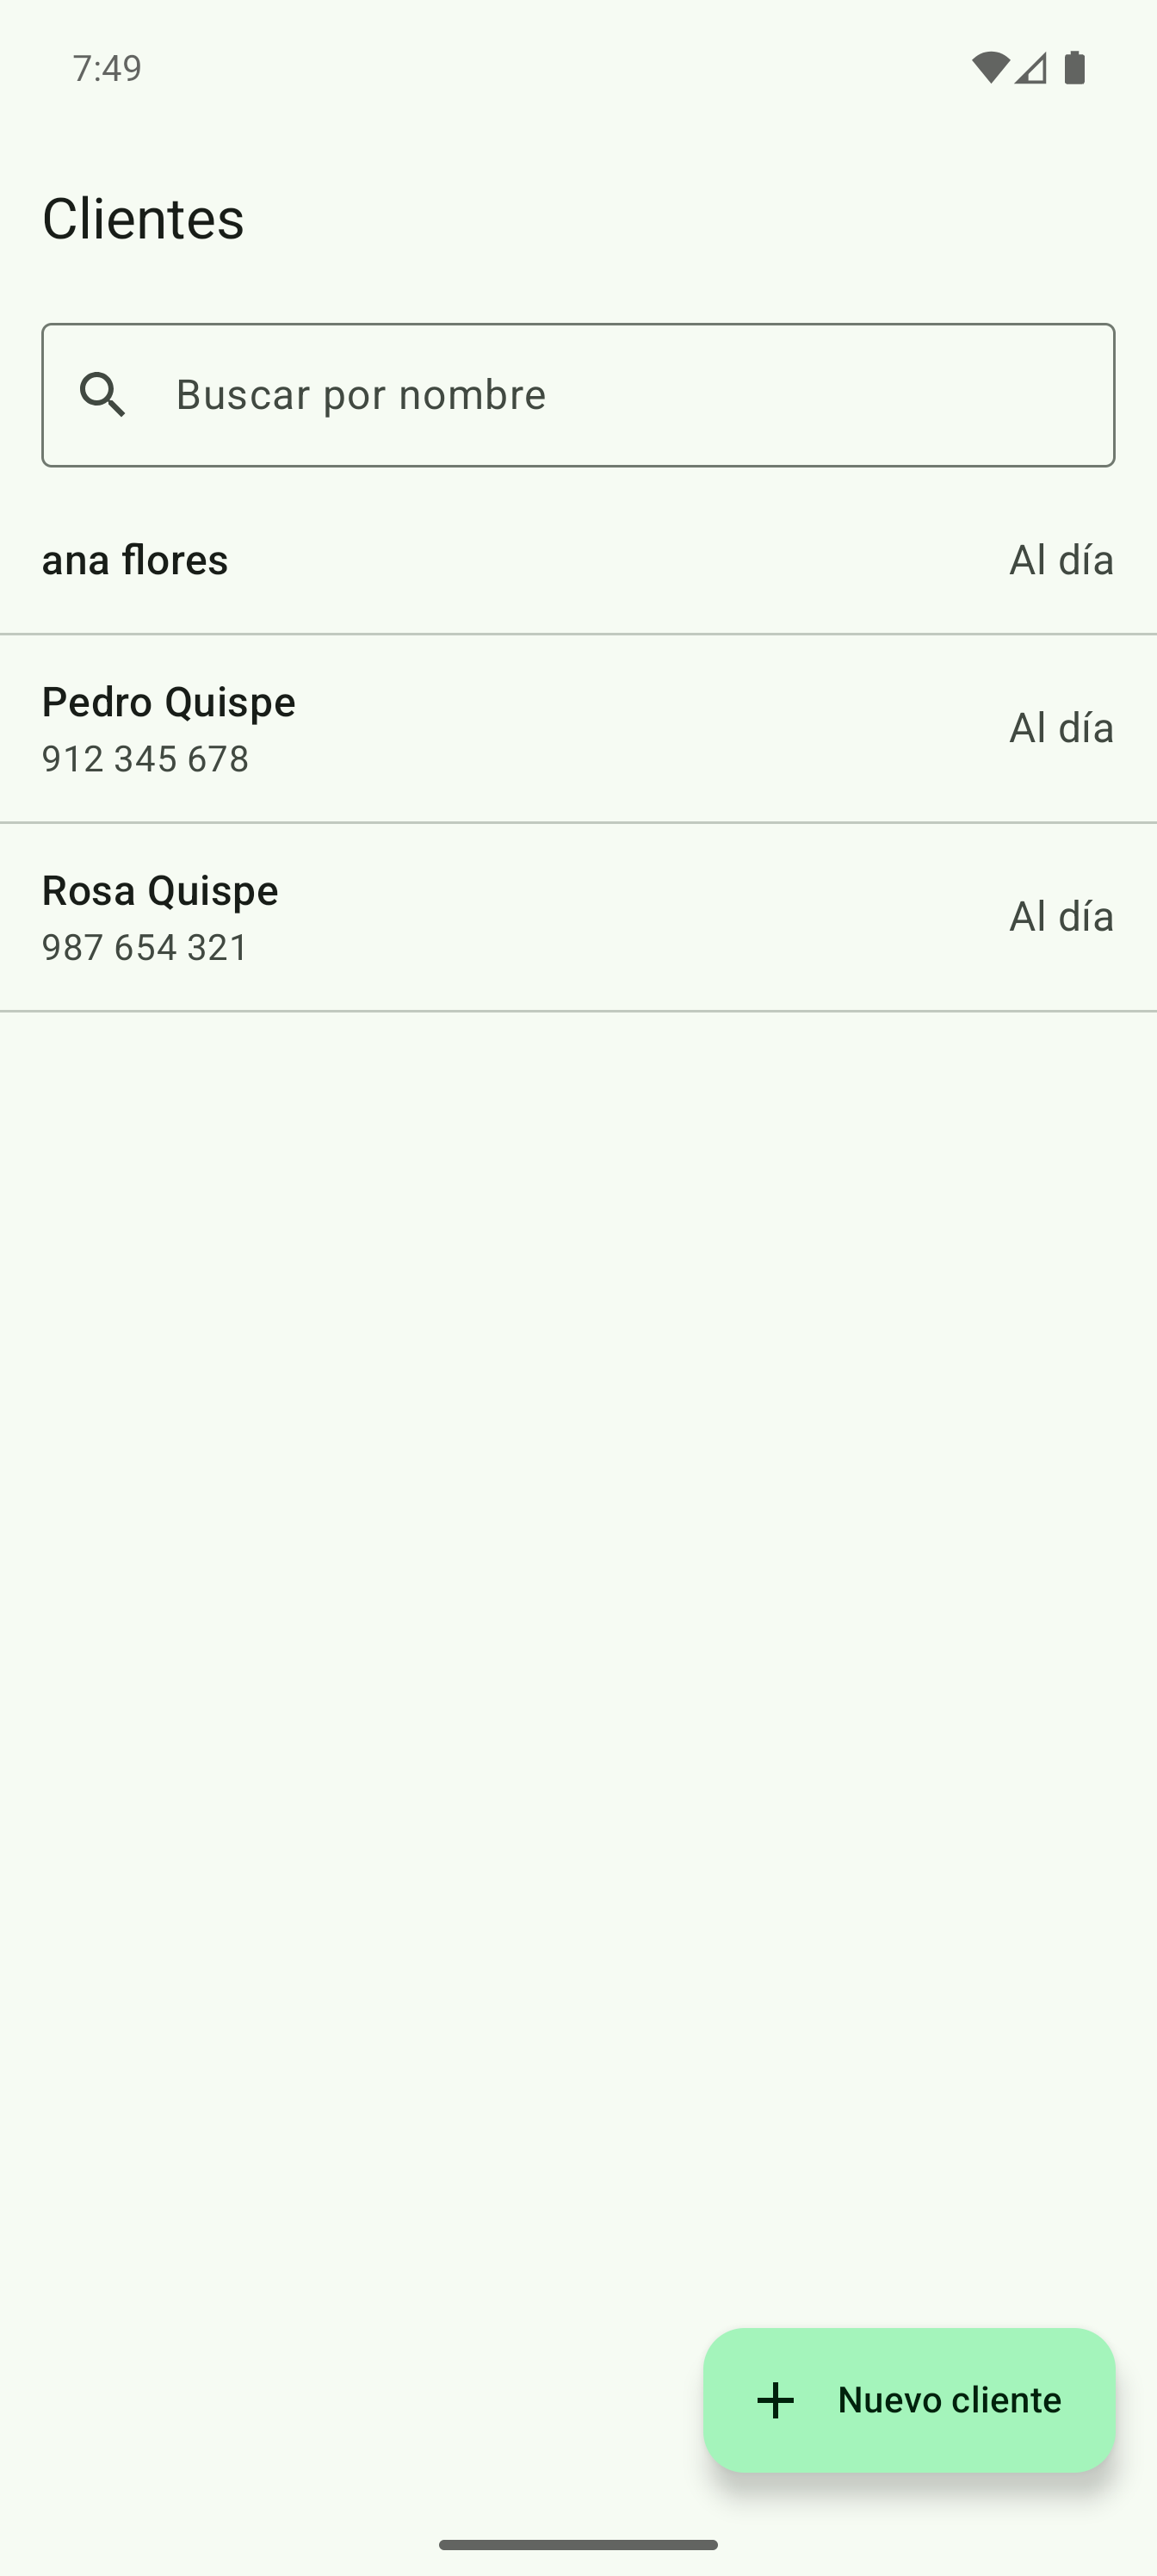 7:49
Clientes
Buscar por nombre
ana flores
Al día
Pedro Quispe
912 345 678
Al día
Rosa Quispe
987 654 321
Al día
Nuevo cliente